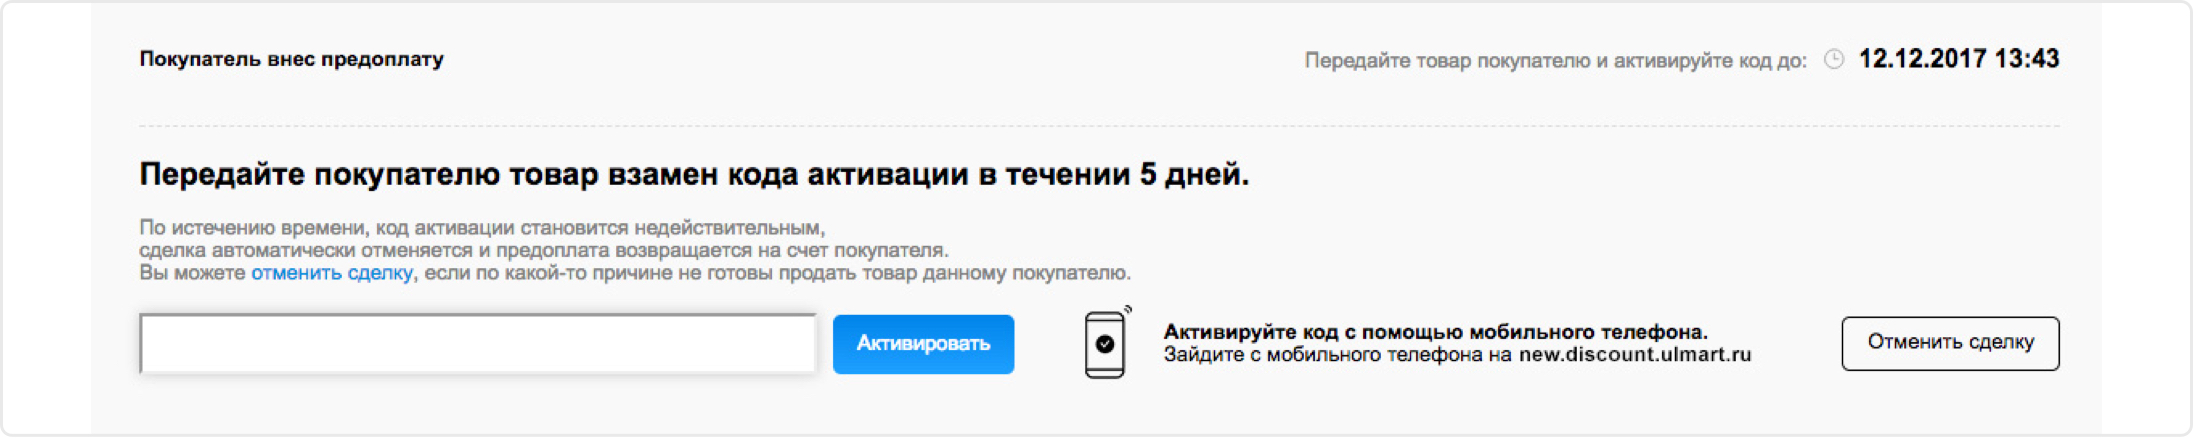 Покупатель внес предоплату
Передайте товар покупателю и активируйте код до: 12.12.2017 13:43
Передайте покупателю товар взамен кода активации в течении 5 дней.
По истечению времени, код активации становится недействительным,
сделка автоматически отменяется и предоплата возвращается на счет покупателя.
Вы можете отменить сделку, если по какой-то причине не готовы продать товар данному покупателю.
Активировать
Активируйте код с помощью мобильного телефона.
Зайдите с мобильного телефона на new.discount.ulmart.ru
Отменить сделку